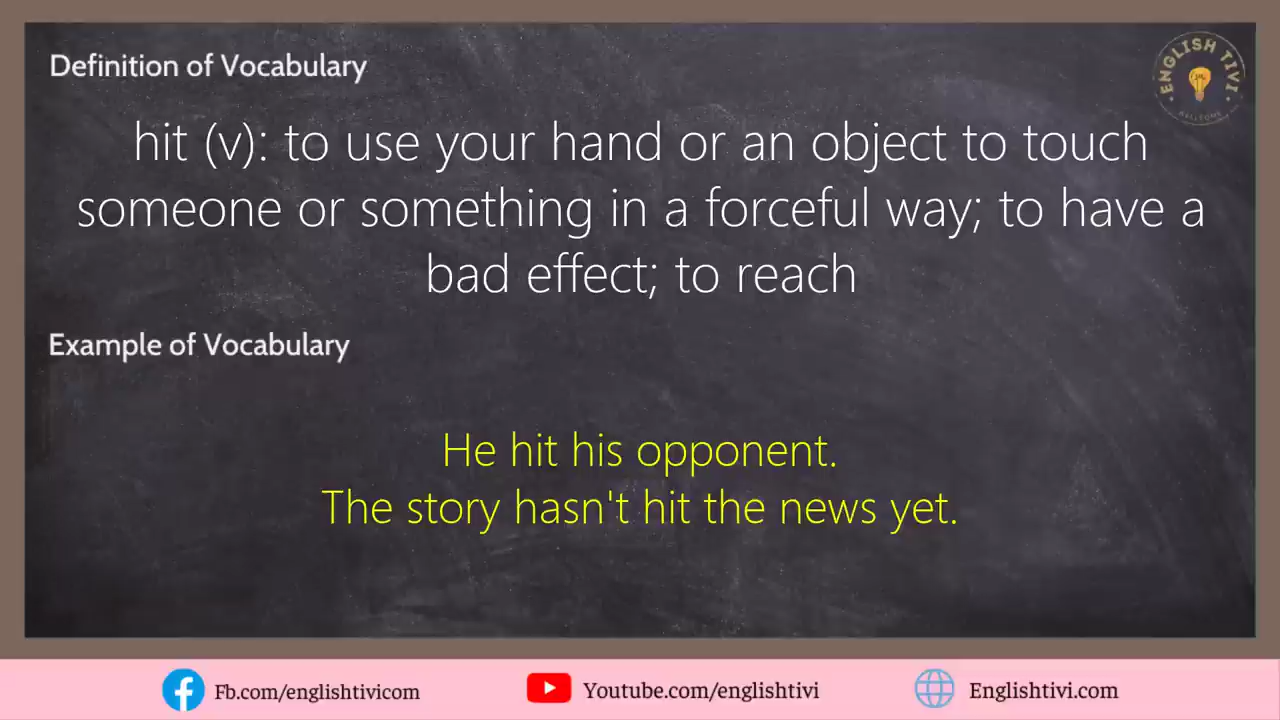 Definition of Vocabulary
ENGLISH TIVI
hit (v): to use your hand or an object to touch
someone or something in a forceful way; to have a
bad effect; to reach
Example of Vocabulary
He hit his opponent.
The story hasn't hit the news yet.
Fb.com/englishtivicom
Youtube.com/englishtivi
Englishtivi.com